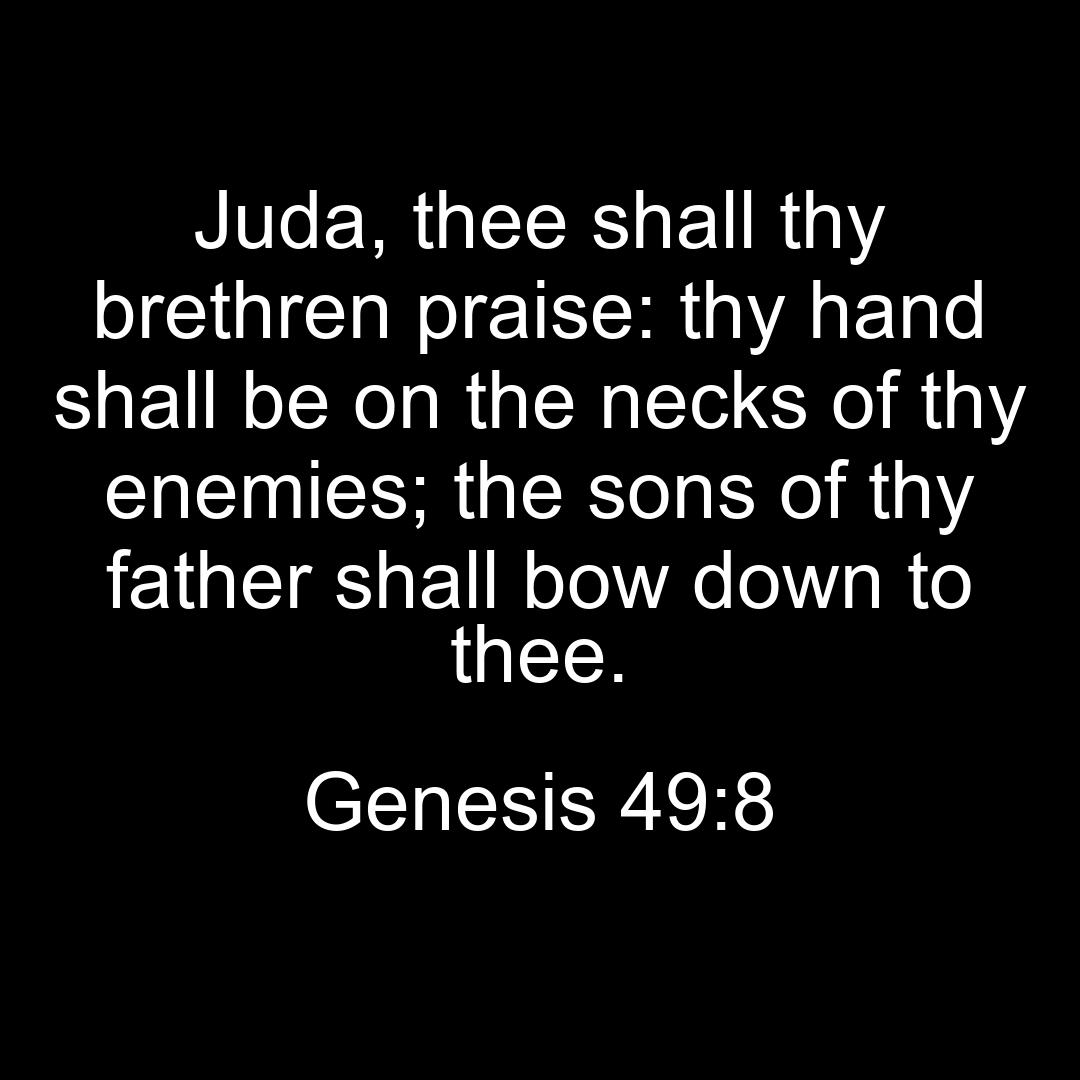 Juda, thee shall thy
brethren praise: thy hand
shall be on the necks of thy
enemies; the sons of thy
father shall bow down to
thee.
Genesis 49:8